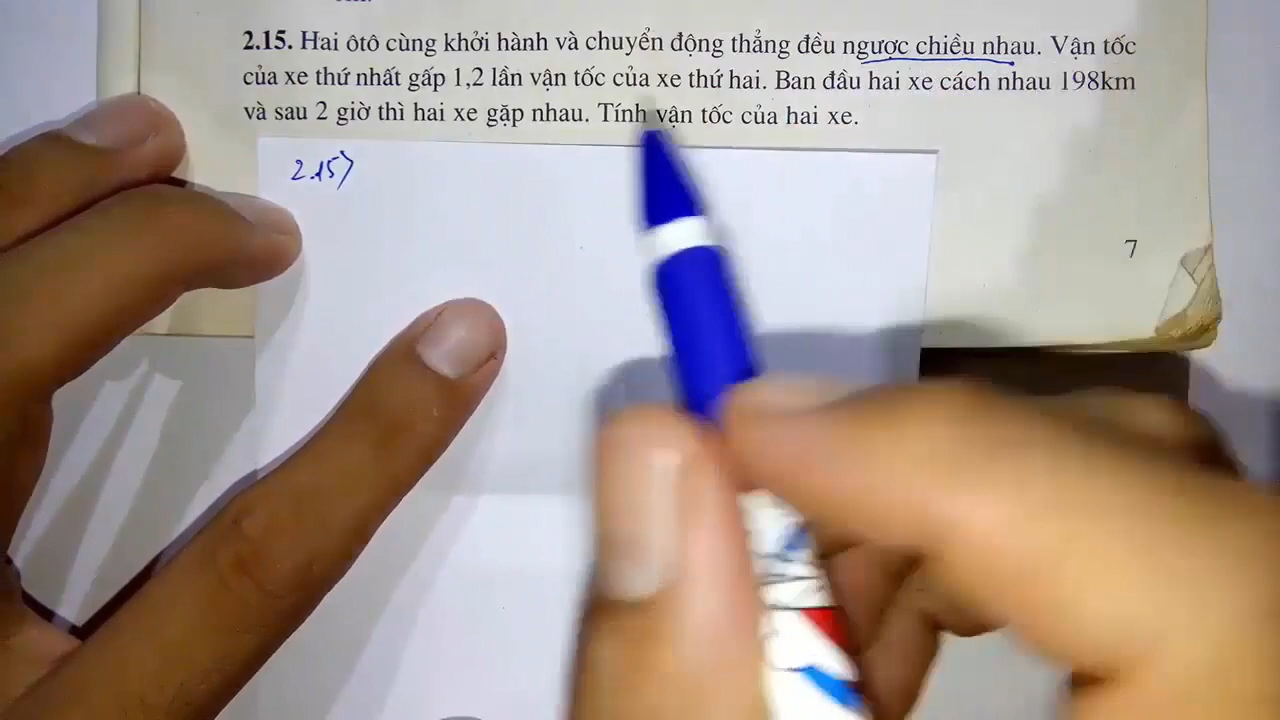 2.15. Hai ôtô cùng khởi hành và chuyển động thẳng đều ngược chiều nhau. Vận tốc
của xe thứ nhất gấp 1,2 lần vận tốc của xe thứ hai. Ban đầu hai xe cách nhau 198km
và sau 2 giờ thì hai xe gặp nhau. Tính vận tốc của hai xe.
2.15)
7